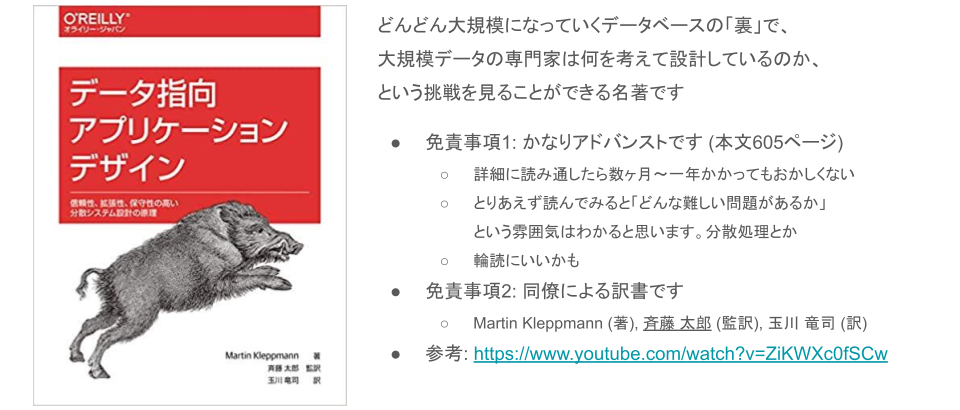 O'REILLY®
オライリー・ジャパン
データ指向
アプリケーション
デザイン
信頼性、拡張性、保守性の高い
分散システム設計の原理
Martin Kleppmann 著
斉藤 太郎 監訳
玉川 竜司 訳
どんどん大規模になっていくデータベースの「裏」で、
大規模データの専門家は何を考えて設計しているのか、
という挑戦を見ることができる名著です
● 免責事項1: かなりアドバンストです (本文605ページ)
○ 詳細に読み通したら数ヶ月～一年かかってもおかしくない
○ とりあえず読んでみると「どんな難しい問題があるか」
という雰囲気はわかると思います。分散処理とか
○ 輪読にいいかも
● 免責事項2: 同僚による訳書です
○ Martin Kleppmann (著), 斉藤 太郎 (監訳), 玉川 竜司 (訳)
● 参考: https://www.youtube.com/watch?v=ZiKWXc0fSCw